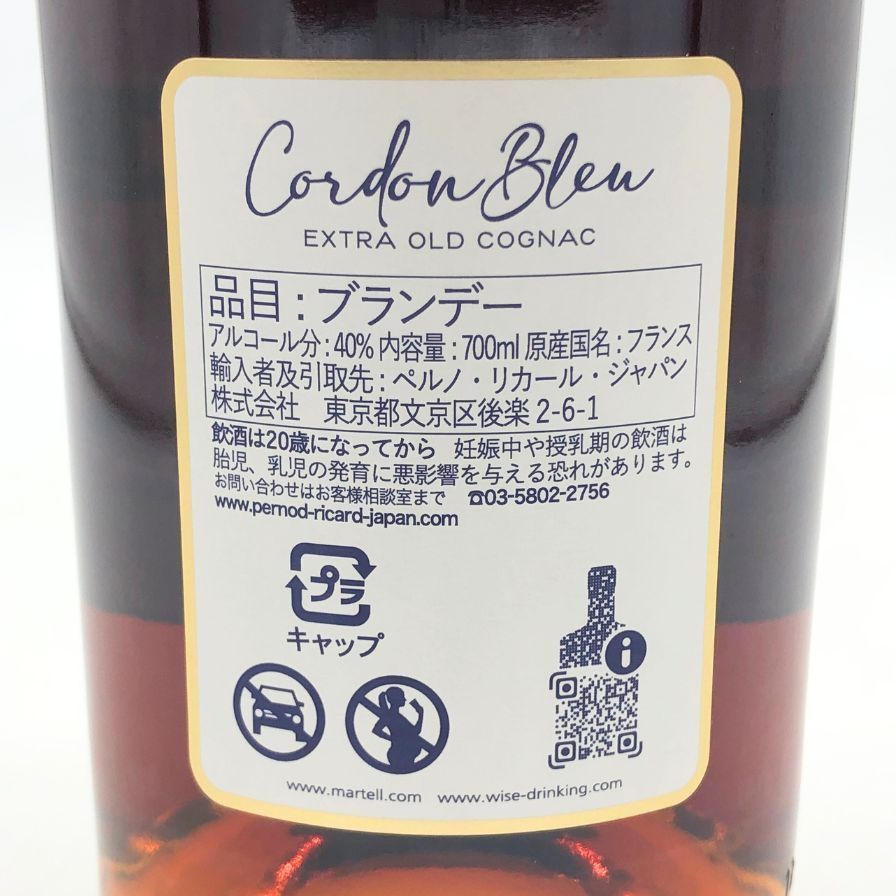 Cordon Bleu
EXTRA OLD COGNAC
品目：ブランデー
アルコール分：40% 内容量：700ml 原産国名：フランス
輸入者及引取先：ペルノ・リカール・ジャパン
株式会社　東京都文京区後楽 2-6-1
飲酒は20歳になってから　妊娠中や授乳期の飲酒は
胎児、乳児の発育に悪影響を与える恐れがあります。
お問い合わせはお客様相談室まで　☎03-5802-2756
www.pernod-ricard-japan.com
プラ
キャップ
i
www.martell.com www.wise-drinking.com